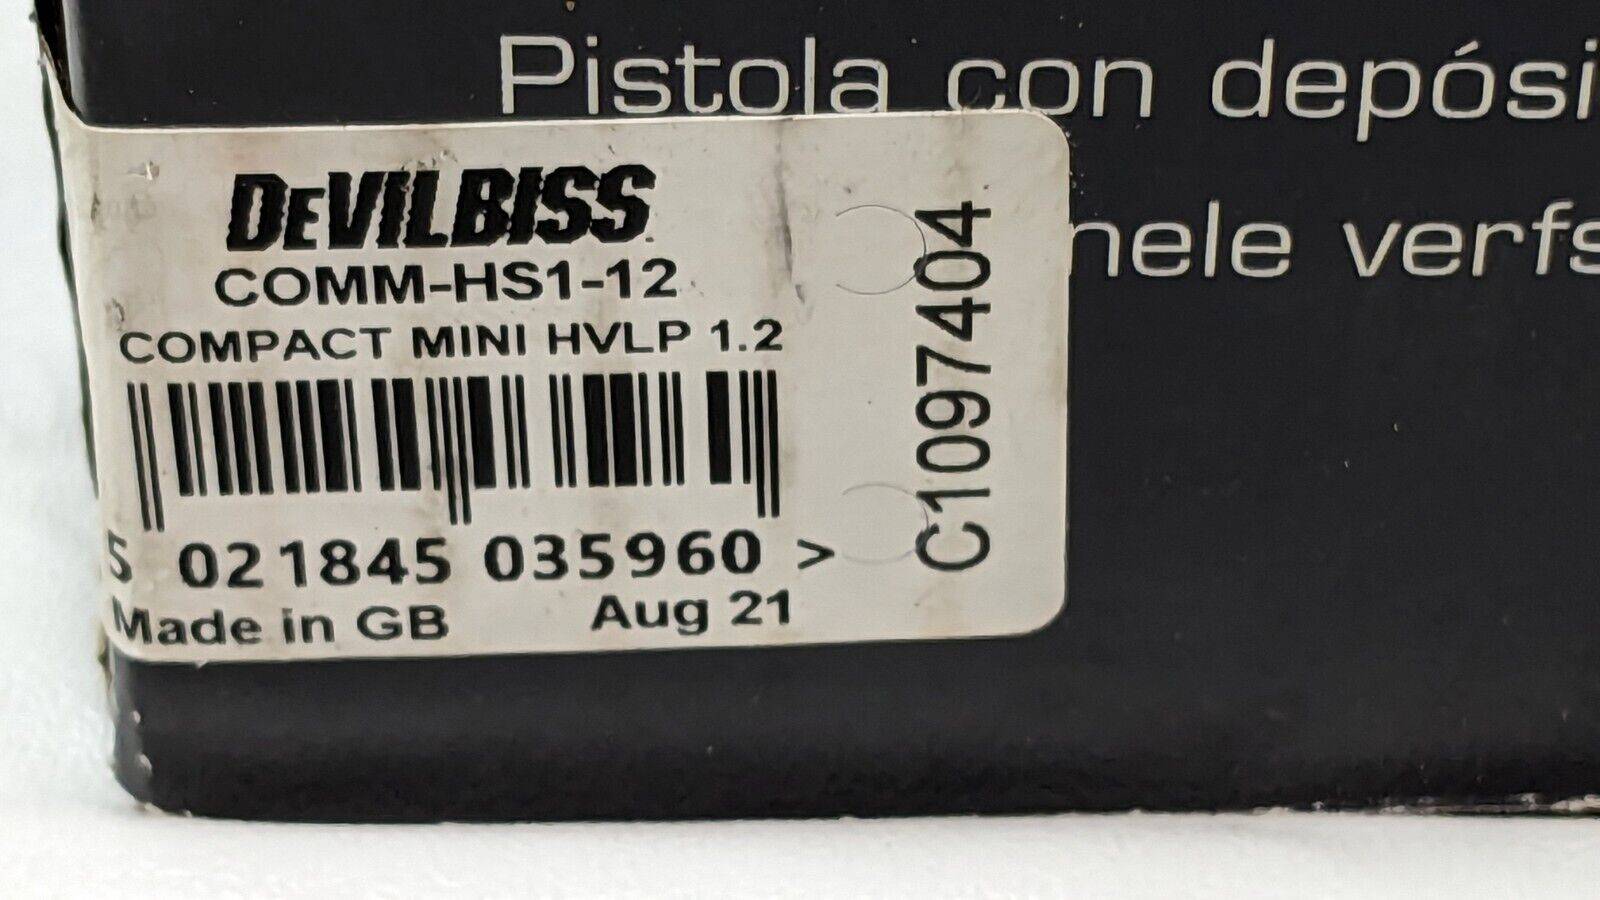 Pistola con depósi
nele verfs
DEVILBISS
COMM-HS1-12
COMPACT MINI HVLP 1.2
5 021845 035960 >
Made in GB Aug 21
C1097404